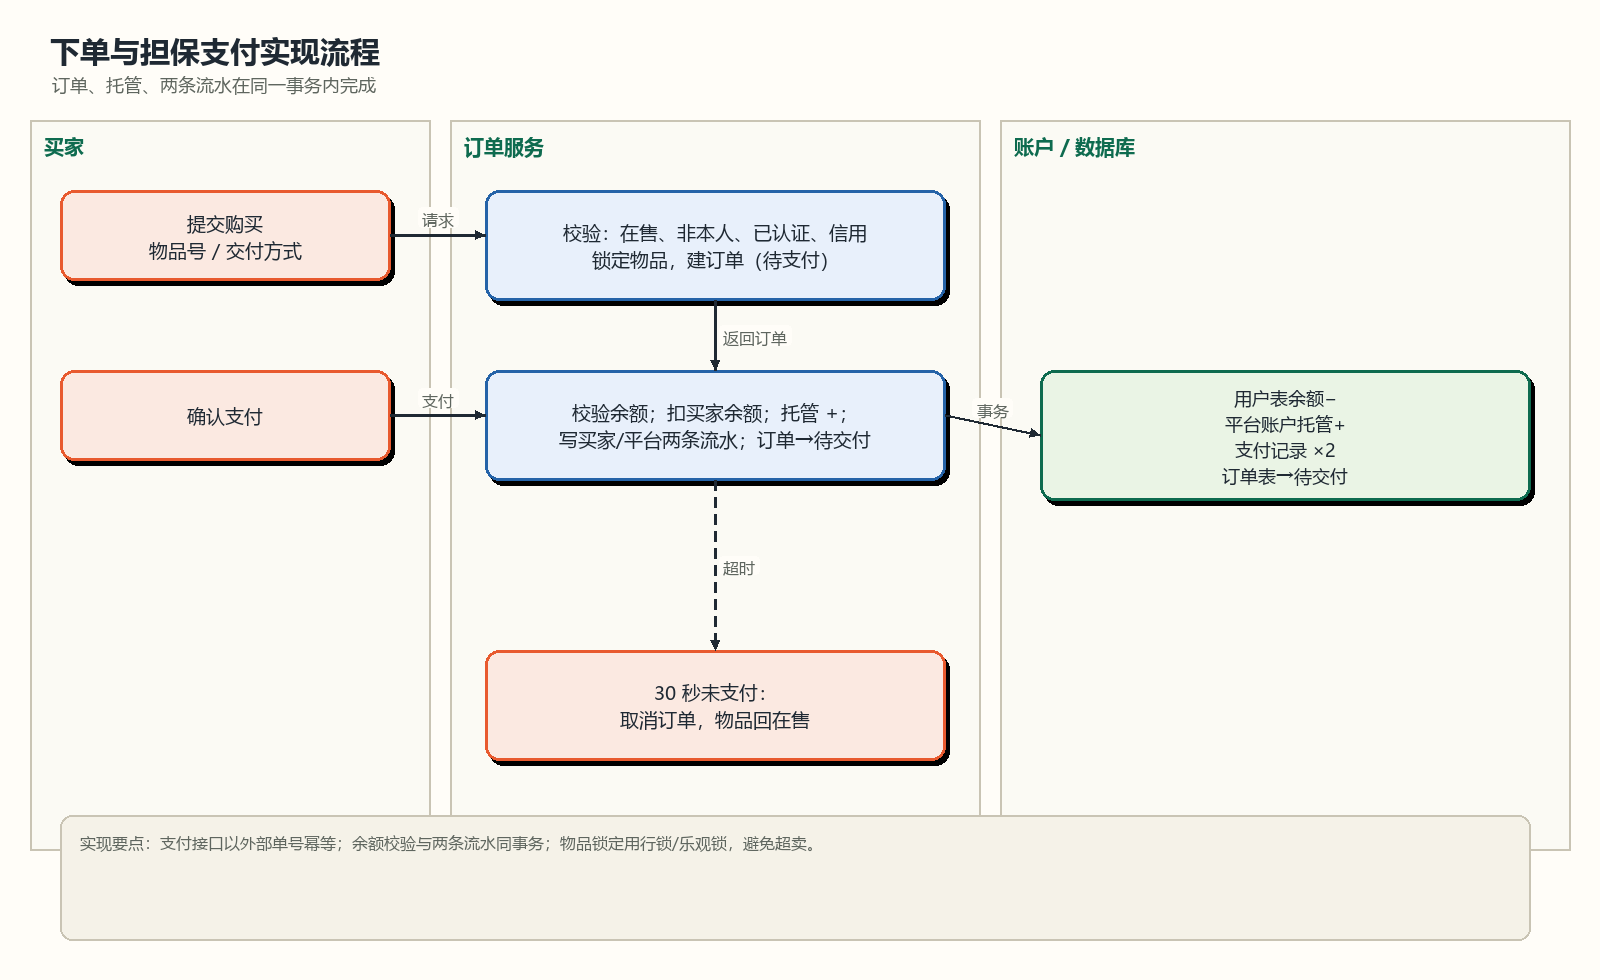 下单与担保支付实现流程
订单、托管、两条流水在同一事务内完成
买家
订单服务
账户 / 数据库
提交购买
物品号 / 交付方式
请求
校验：在售、非本人、已认证、信用
锁定物品，建订单（待支付）
返回订单
确认支付
支付
校验余额；扣买家余额；托管 +；
写买家/平台两条流水；订单→待交付
事务
用户表余额−
平台账户托管+
支付记录 ×2
订单表→待交付
超时
30 秒未支付：
取消订单，物品回在售
实现要点：支付接口以外部单号幂等；余额校验与两条流水同事务；物品锁定用行锁/乐观锁，避免超卖。